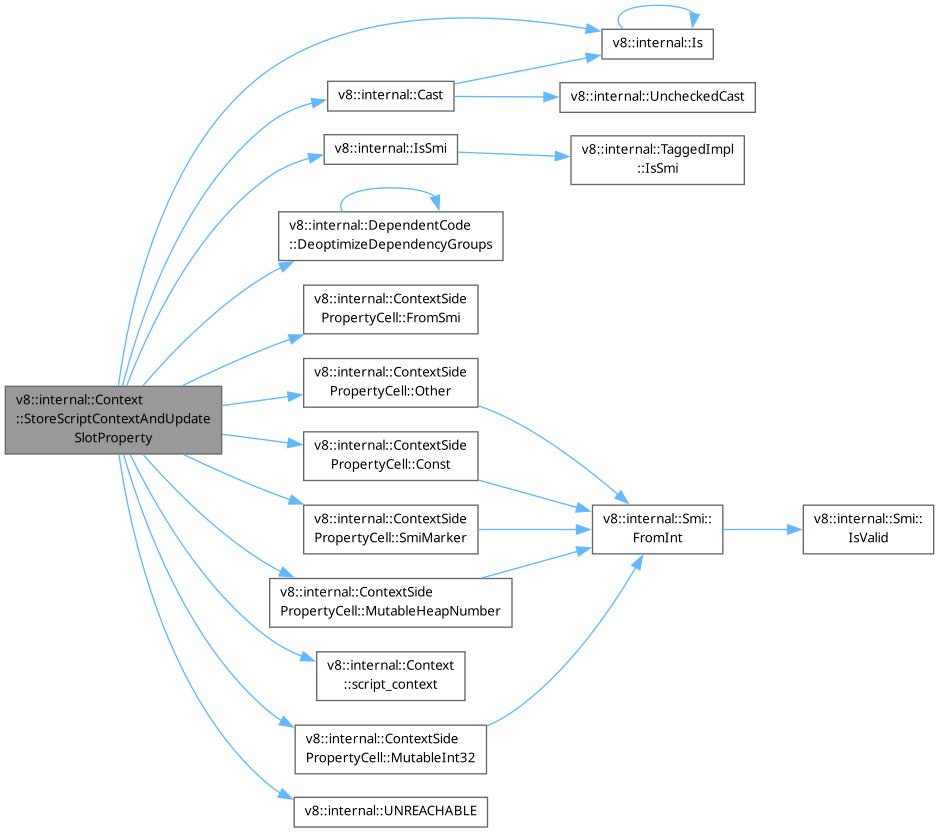 v8::internal::Is
v8::internal::Cast
v8::internal::UncheckedCast
v8::internal::IsSmi
v8::internal::TaggedImpl
::IsSmi
v8::internal::DependentCode
::DeoptimizeDependencyGroups
v8::internal::ContextSide
PropertyCell::FromSmi
v8::internal::ContextSide
PropertyCell::Other
v8::internal::Context
::StoreScriptContextAndUpdate
SlotProperty
v8::internal::ContextSide
PropertyCell::Const
v8::internal::ContextSide
PropertyCell::SmiMarker
v8::internal::Smi::
FromInt
v8::internal::Smi::
IsValid
v8::internal::ContextSide
PropertyCell::MutableHeapNumber
v8::internal::Context
::script_context
v8::internal::ContextSide
PropertyCell::MutableInt32
v8::internal::UNREACHABLE